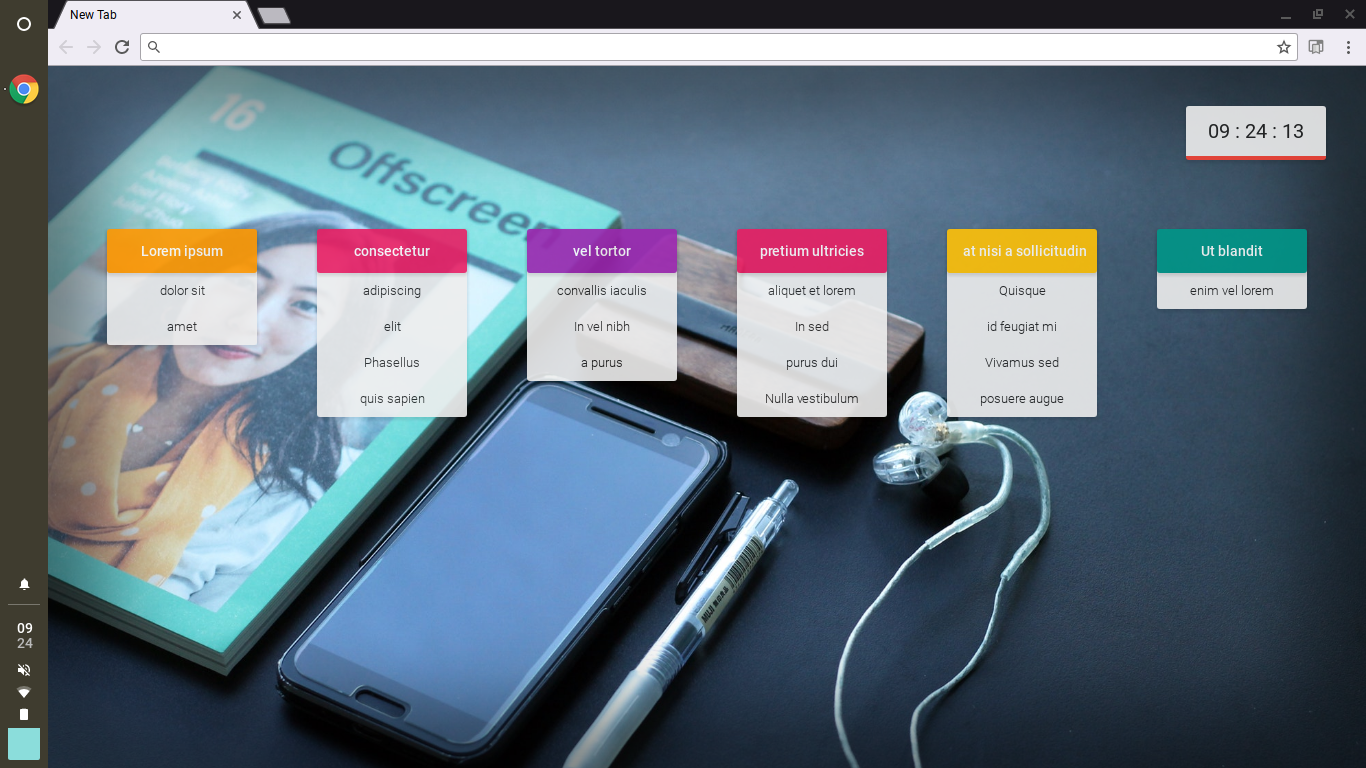 New Tab
09 : 24 : 13
16
Offscreen
Lorem ipsum
dolor sit
amet
consectetur
adipiscing
elit
Phasellus
quis sapien
vel tortor
convallis iaculis
In vel nibh
a purus
pretium ultricies
aliquet et lorem
In sed
purus dui
Nulla vestibulum
at nisi a sollicitudin
Quisque
id feugiat mi
Vivamus sed
posuere augue
Ut blandit
enim vel lorem
MUJI
09
24